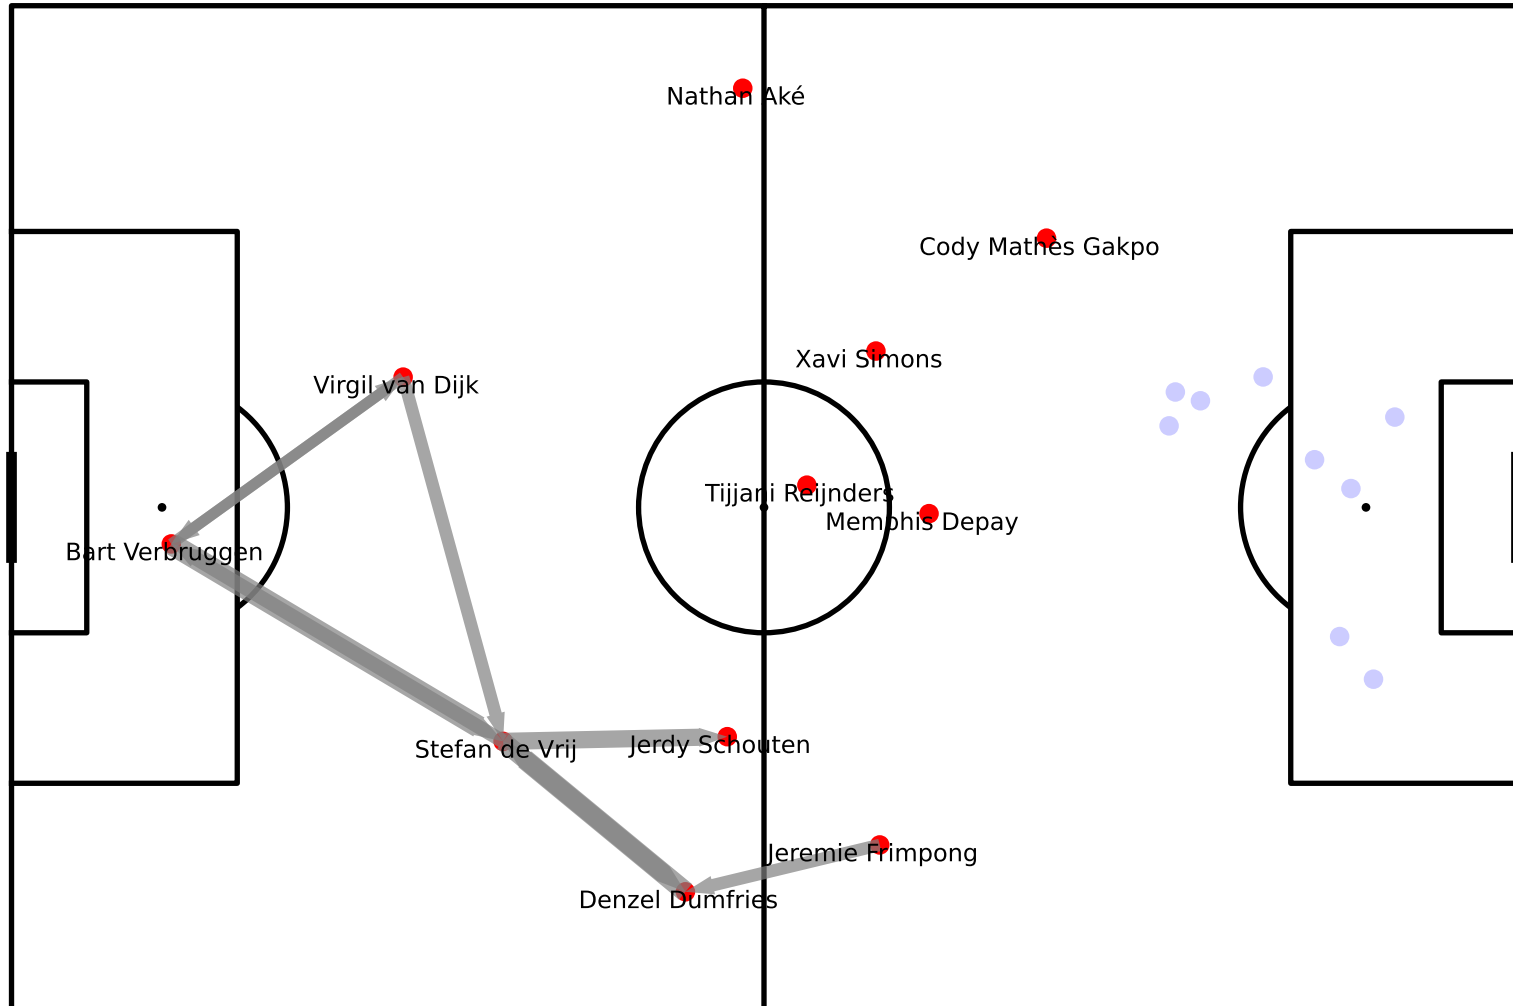 Nathan Aké
Cody Mathès Gakpo
Xavi Simons
Virgil van Dijk
Tijjani Reijnders
Memphis Depay
Bart Verbruggen
Jerdy Schouten
Stefan de Vrij
Jeremie Frimpong
Denzel Dumfries